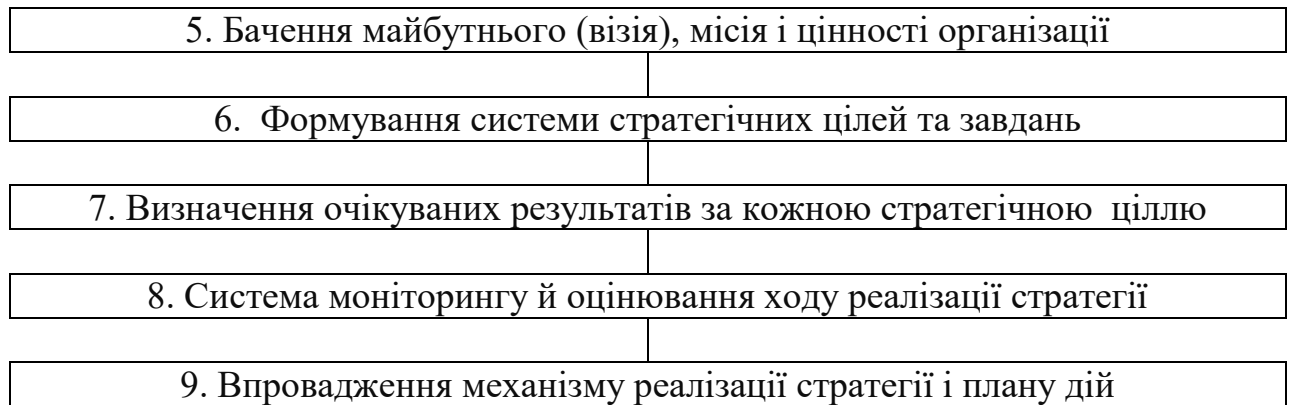 5. Бачення майбутнього (візія), місія і цінності організації
6. Формування системи стратегічних цілей та завдань
7. Визначення очікуваних результатів за кожною стратегічною ціллю
8. Система моніторингу й оцінювання ходу реалізації стратегії
9. Впровадження механізму реалізації стратегії і плану дій